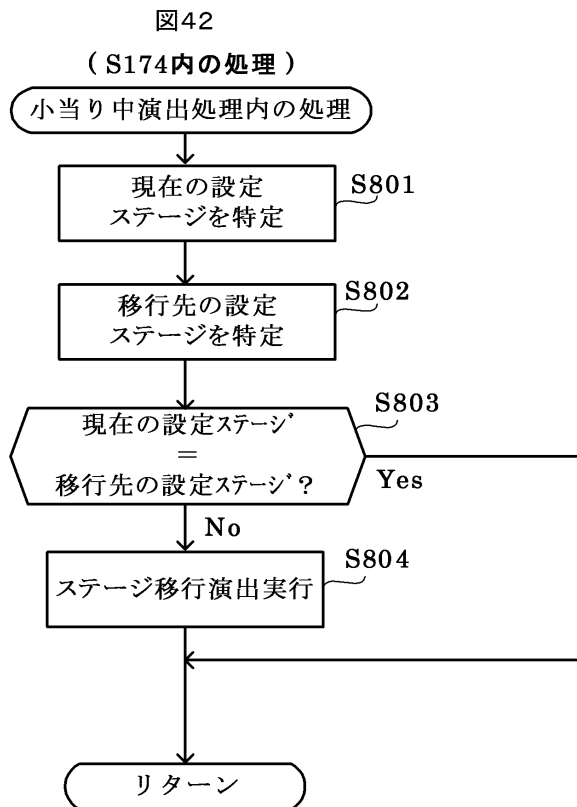 図42
(S174内の処理)
小当り中演出処理内の処理
現在の設定
ステージを特定
S801
移行先の設定
ステージを特定
S802
現在の設定ステージ
=
移行先の設定ステージ?
S803
Yes
No
ステージ移行演出実行
S804
リターン